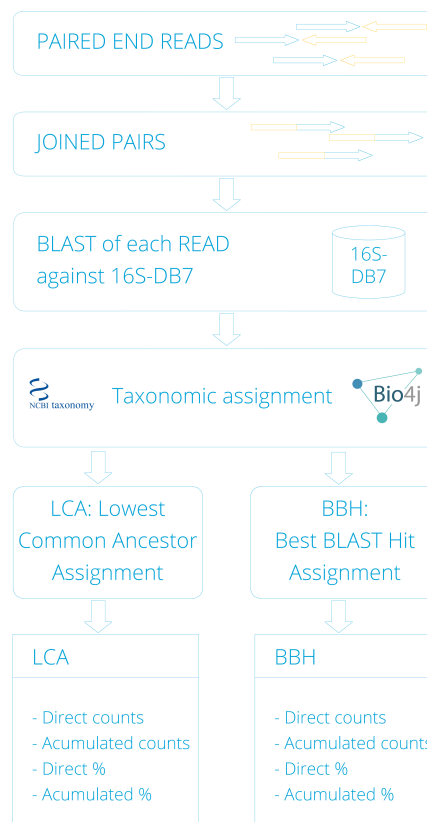 PAIRED END READS
JOINED PAIRS
BLAST of each READ
against 16S-DB7
16S-
DB7
NCBI taxonomy
Taxonomic assignment
Bio4j
LCA: Lowest
Common Ancestor
Assignment
BBH:
Best BLAST Hit
Assignment
LCA
- Direct counts
- Acumulated counts
- Direct %
- Acumulated %
BBH
- Direct counts
- Acumulated counts
- Direct %
- Acumulated %